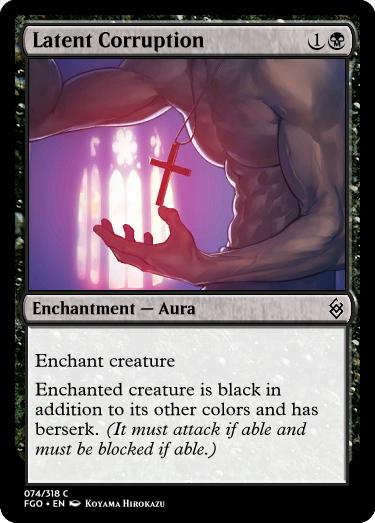 Latent Corruption 1
Enchantment — Aura
Enchant creature
Enchanted creature is black in
addition to its other colors and has
berserk. (It must attack if able and
must be blocked if able.)
074/318 C
FGO • EN Koyama Hirokazu